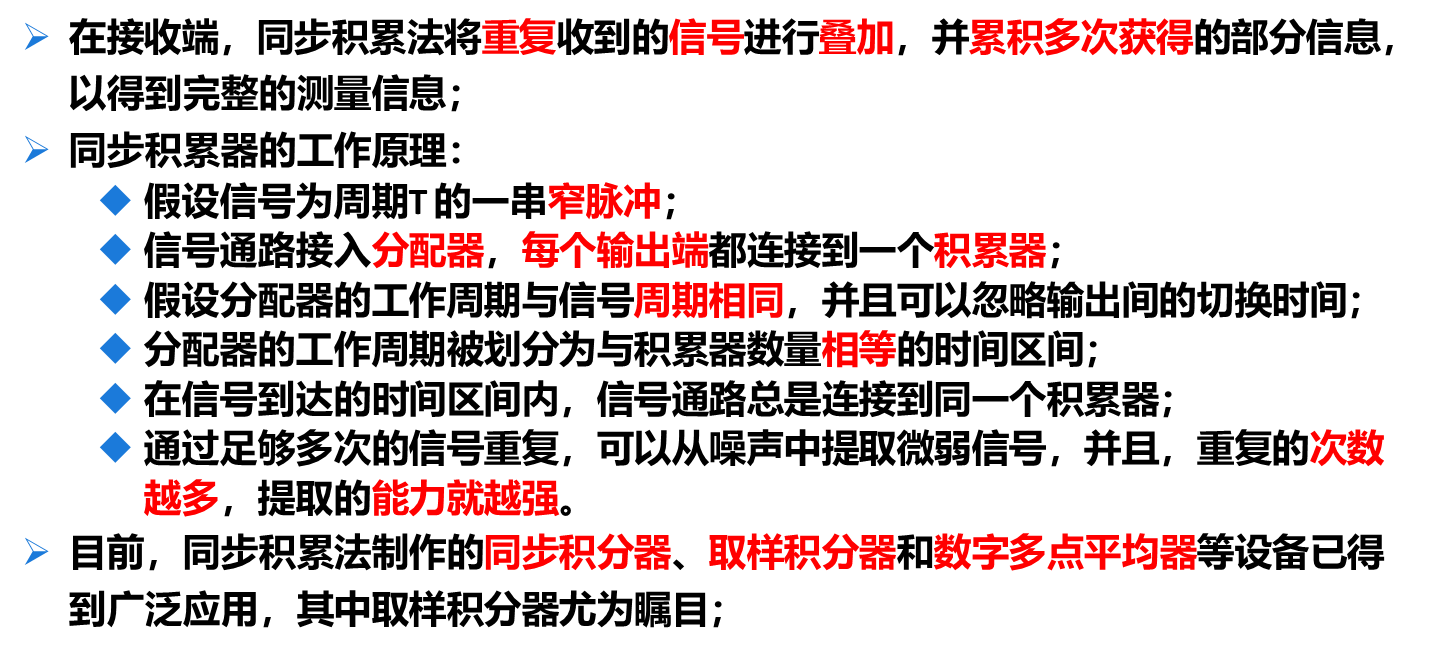 在接收端，同步积累法将重复收到的信号进行叠加，并累积多次获得的部分信息，
以得到完整的测量信息；
同步积累器的工作原理：
假设信号为周期T 的一串窄脉冲；
信号通路接入分配器，每个输出端都连接到一个积累器；
假设分配器的工作周期与信号周期相同，并且可以忽略输出间的切换时间；
分配器的工作周期被划分为与积累器数量相等的时间区间；
在信号到达的时间区间内，信号通路总是连接到同一个积累器；
通过足够多次的信号重复，可以从噪声中提取微弱信号，并且，重复的次数
越多，提取的能力就越强。
目前，同步积累法制作的同步积分器、取样积分器和数字多点平均器等设备已得
到广泛应用，其中取样积分器尤为瞩目；